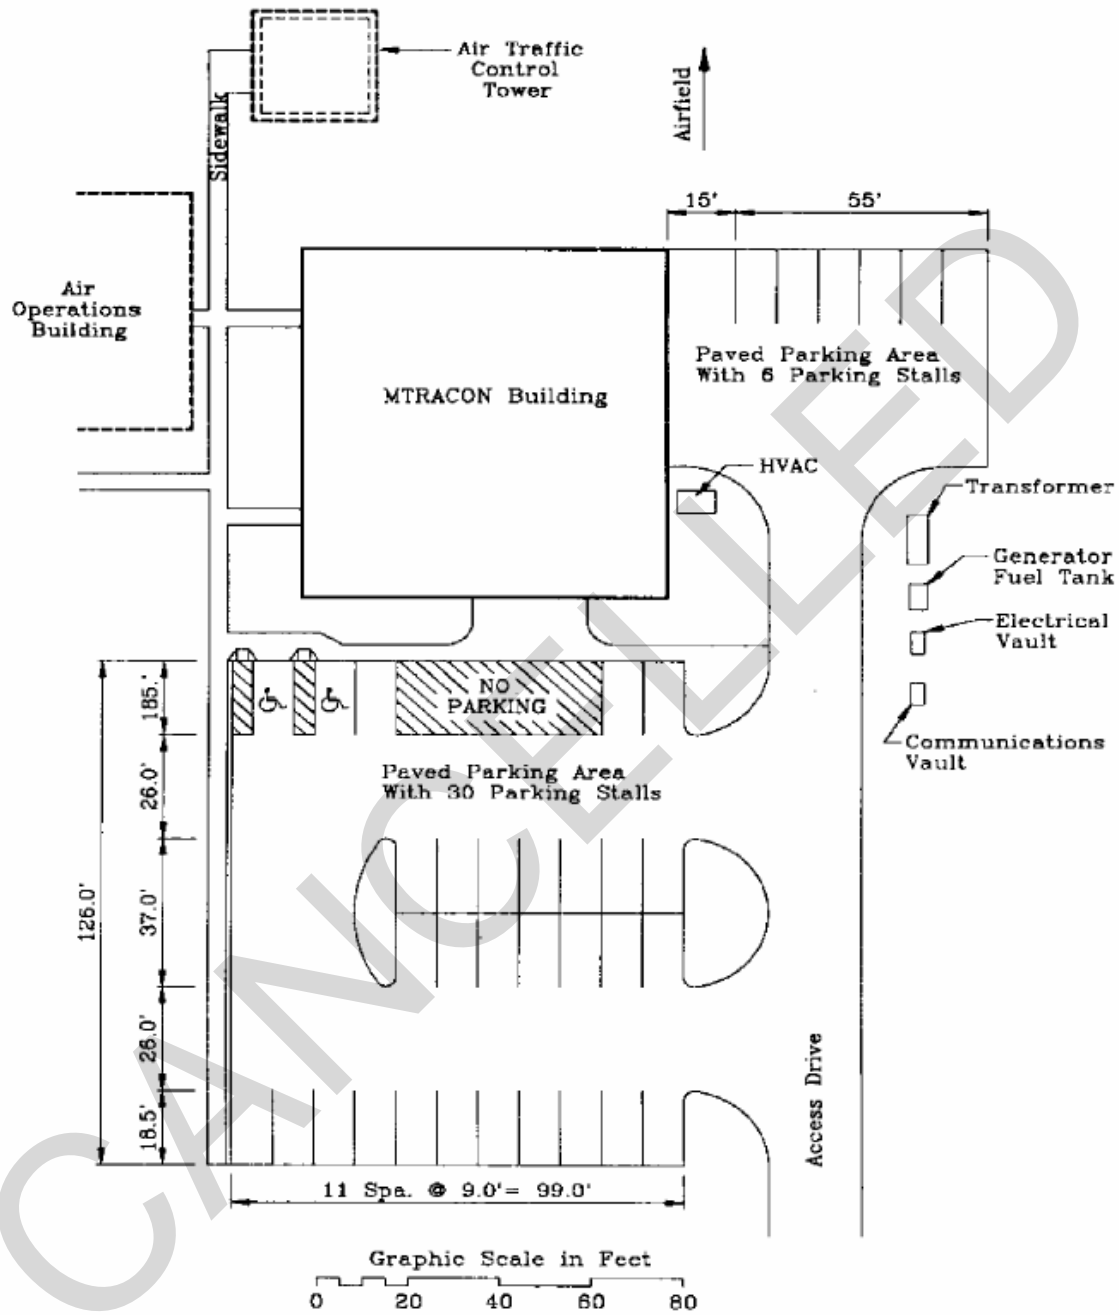 Air Traffic
Control
Tower
Sidewalk
Airfield
15'
55'
Air
Operations
Building
Paved Parking Area
With 6 Parking Stalls
MTRACON Building
HVAC
Transformer
Generator
Fuel Tank
Electrical
Vault
Communications
Vault
NO
PARKING
185.'
26.0'
37.0'
26.0'
18.5'
126.0'
Paved Parking Area
With 30 Parking Stalls
Access Drive
11 Spa. @ 9.0'= 99.0'
Graphic Scale in Feet
0 20 40 60 80
CANCELLED